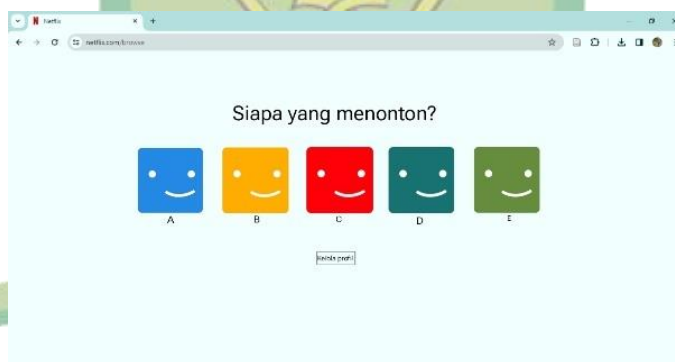 Netflix
netflix.com/browse
Siapa yang menonton?
A B C D E
Kelola profil